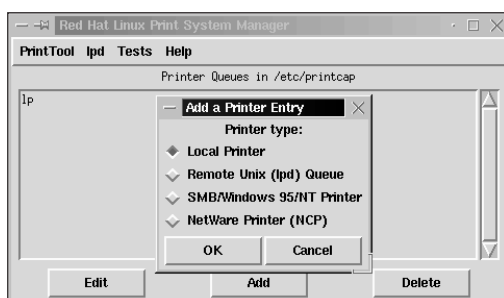 Red Hat Linux Print System Manager
PrintTool lpd Tests Help
Printer Queues in /etc/printcap
lp
Add a Printer Entry
Printer type:
Local Printer
Remote Unix (lpd) Queue
SMB/Windows 95/NT Printer
NetWare Printer (NCP)
OK Cancel
Edit Add Delete